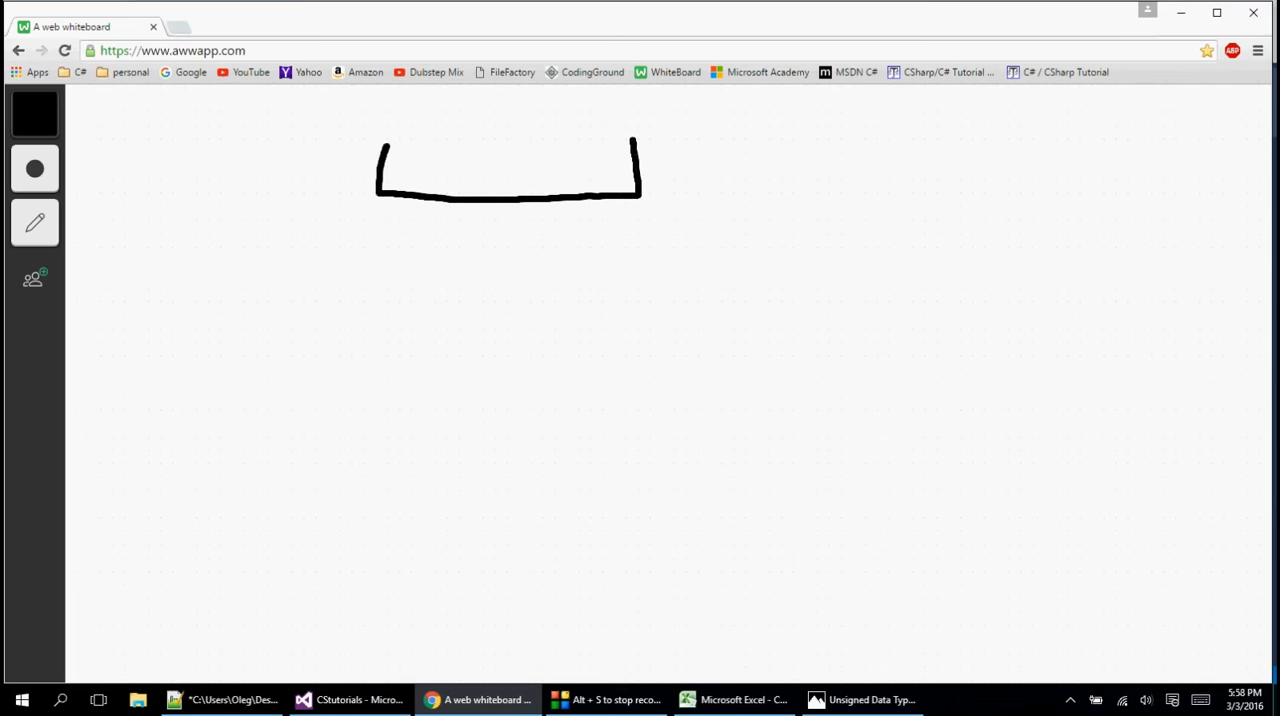 A web whiteboard
https://www.awwapp.com
ABP
Apps C# personal Google YouTube Yahoo Amazon Dubstep Mix FileFactory CodingGround WhiteBoard Microsoft Academy MSDN C# CSharp/C# Tutorial ... C# / CSharp Tutorial
*C:\Users\Oleg\Des... CStutorials - Micro... A web whiteboard ... Alt + S to stop reco... Microsoft Excel - C... Unsigned Data Typ... 5:58 PM
3/3/2016